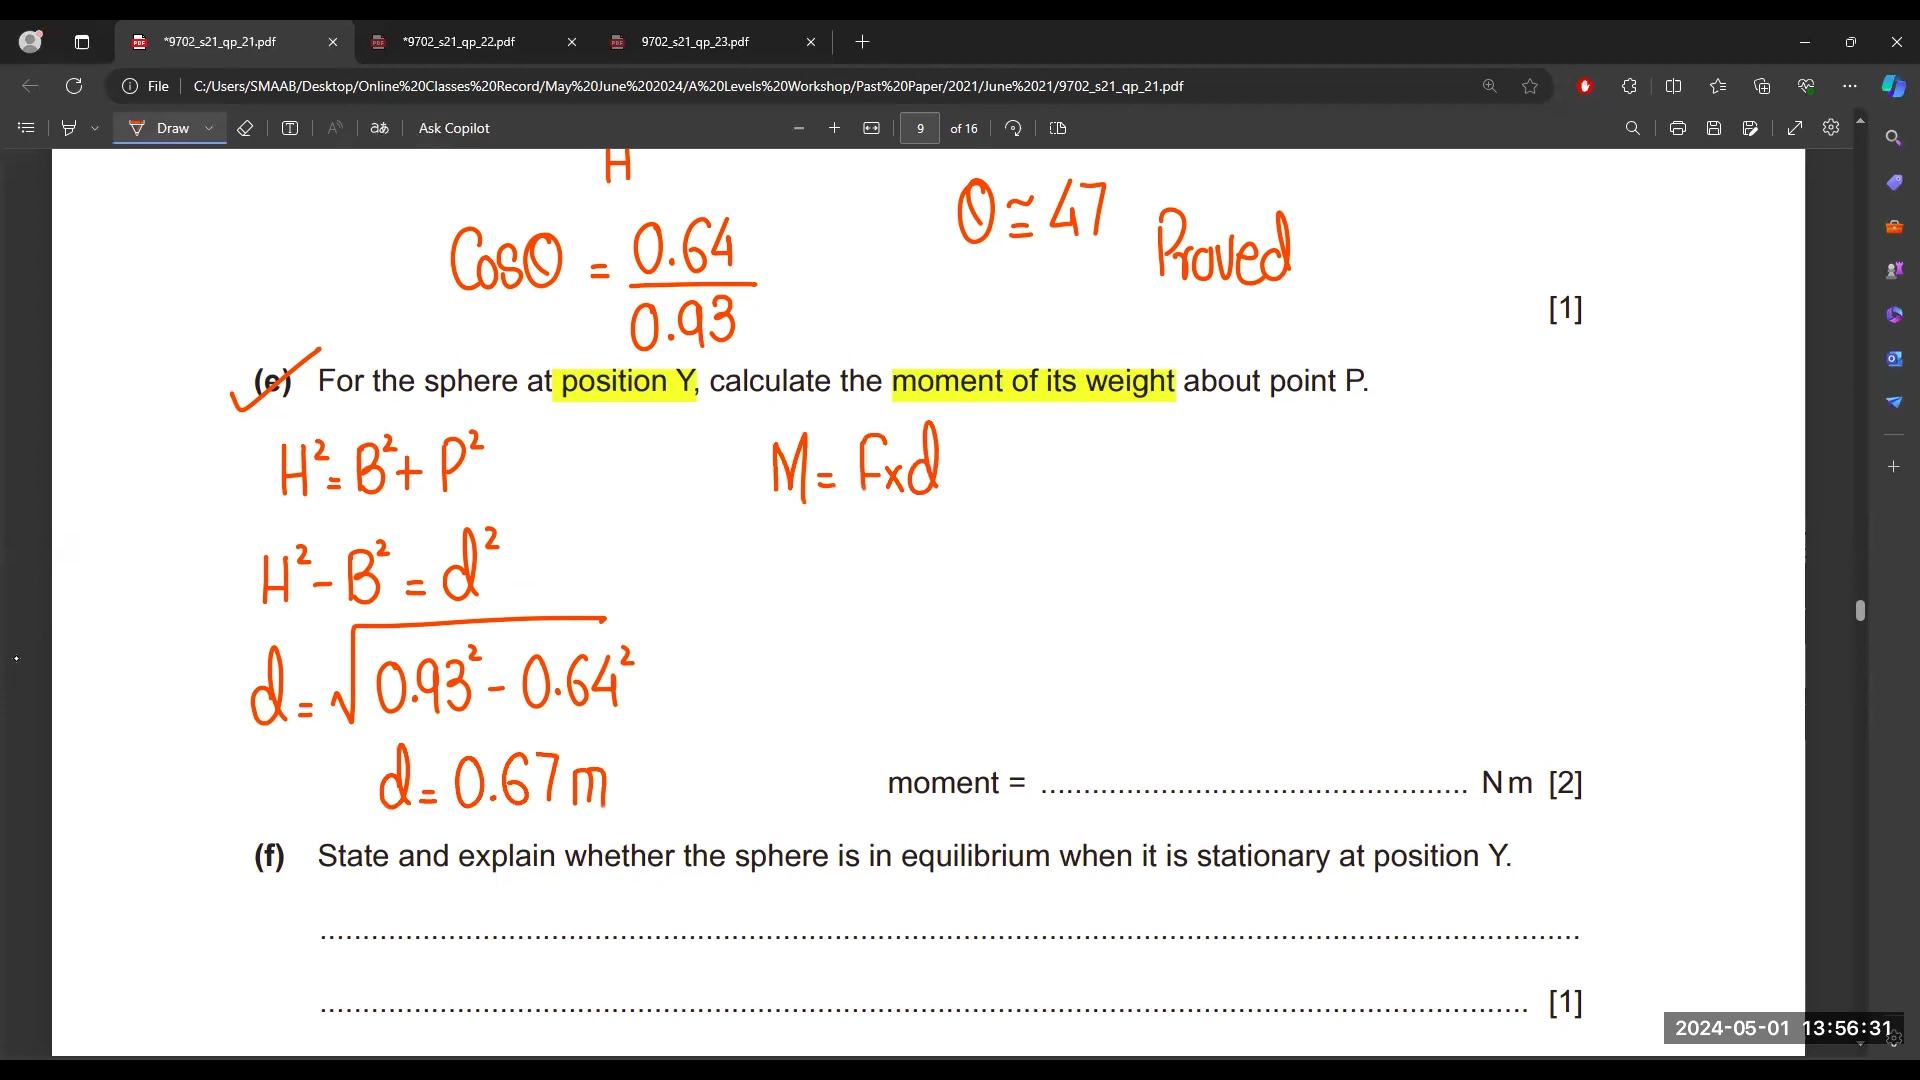 *9702_s21_qp_21.pdf
*9702_s21_qp_22.pdf
9702_s21_qp_23.pdf
File
C:/Users/SMAAB/Desktop/Online%20Classes%20Record/May%20June%202024/A%20Levels%20Workshop/Past%20Paper/2021/June%2021/9702_s21_qp_21.pdf
Draw
Ask Copilot
9 of 16
H
Cosθ = 0.64 / 0.93
θ ≅ 47 Proved
[1]
(e) For the sphere at position Y, calculate the moment of its weight about point P.
H² = B² + P²
M = F×d
H² - B² = d²
d = √0.93² - 0.64²
d = 0.67 m
moment = ................................................ N m [2]
(f) State and explain whether the sphere is in equilibrium when it is stationary at position Y.
[1]
2024-05-01 13:56:31